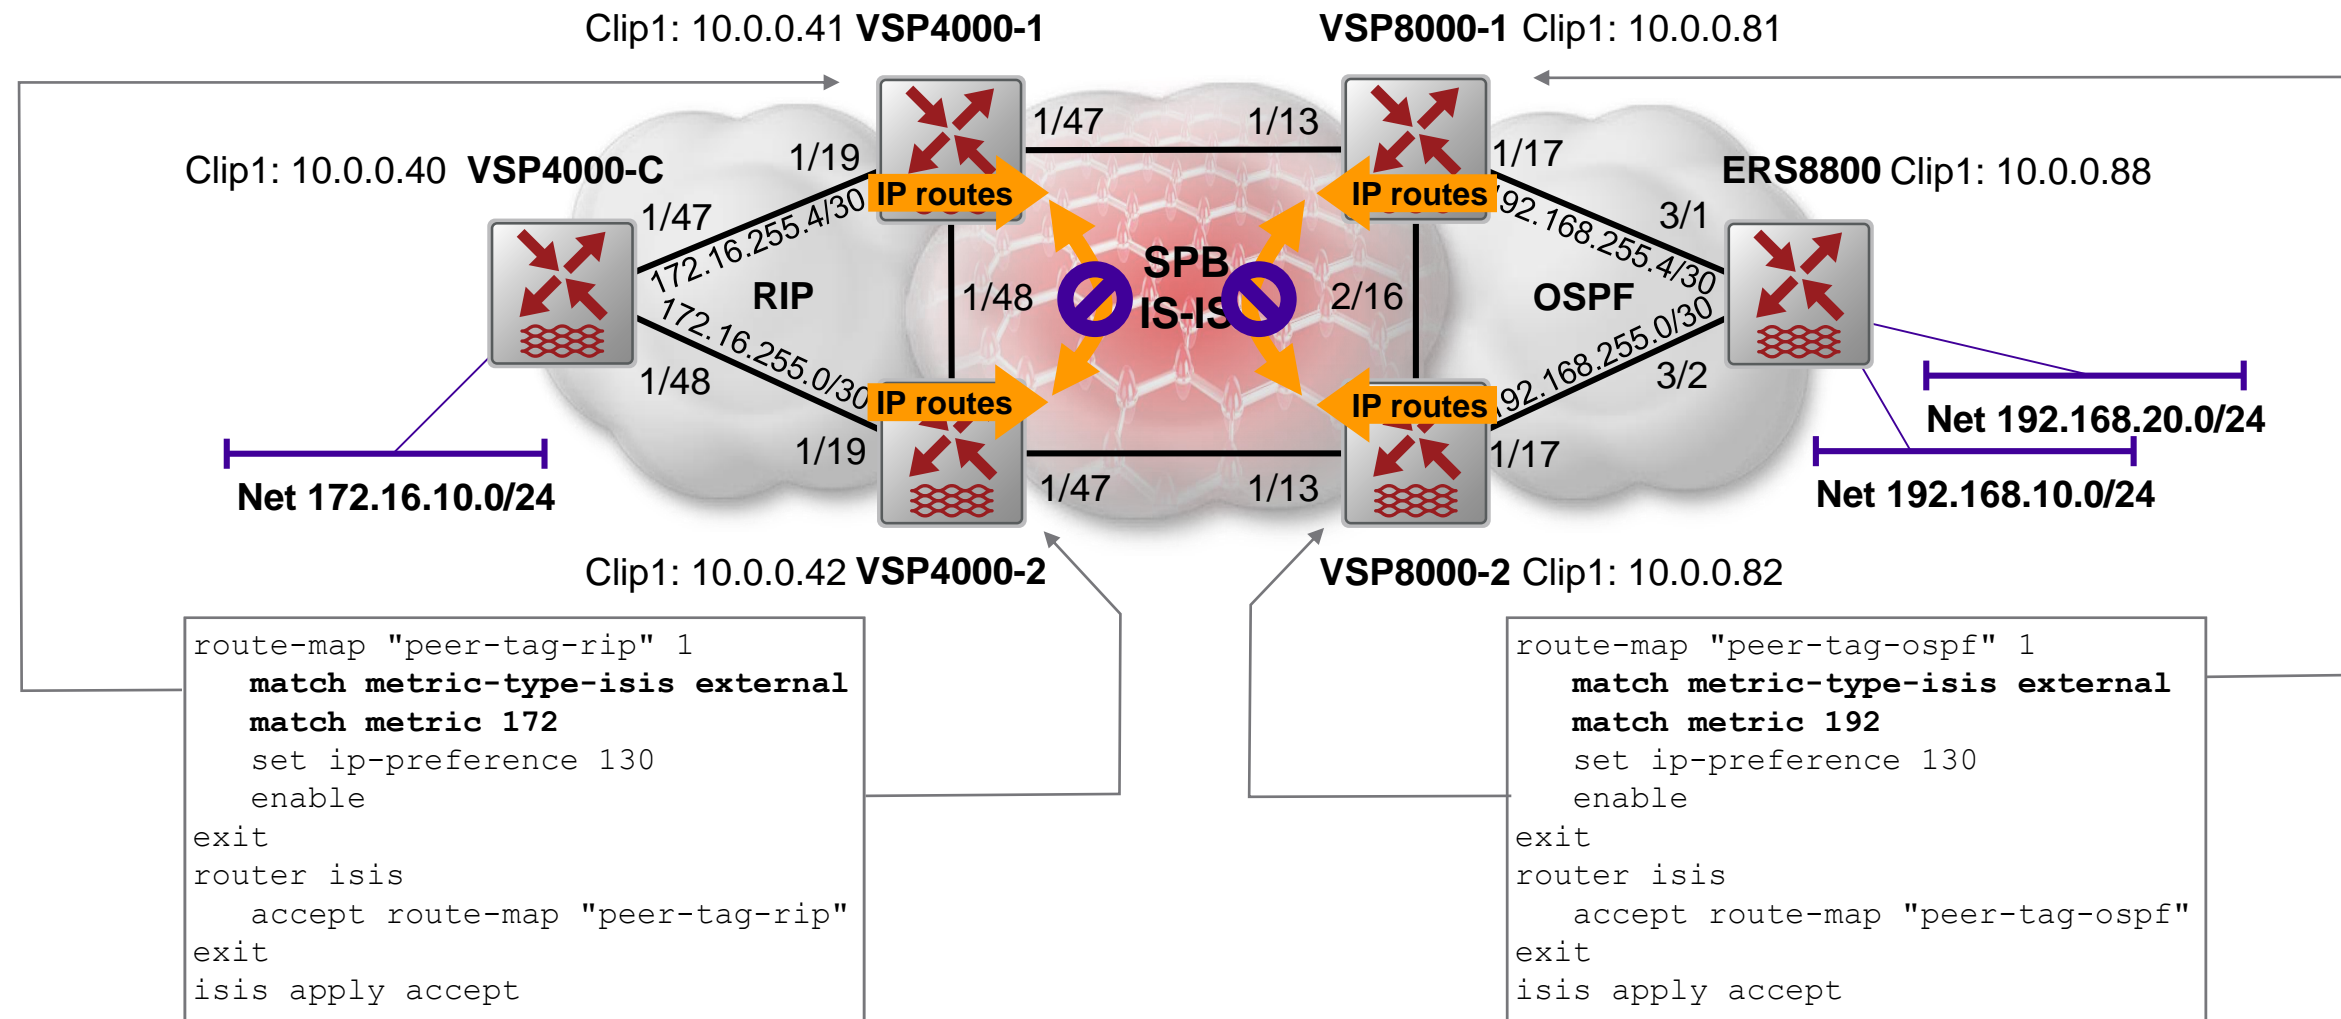 Clip1: 10.0.0.41 VSP4000-1
VSP8000-1 Clip1: 10.0.0.81
1/47
1/13
1/19
1/17
Clip1: 10.0.0.40 VSP4000-C
ERS8800 Clip1: 10.0.0.88
IP routes
IP routes
1/47
3/1
172.16.255.4/30
92.168.255.4/30
SPB
IS-IS
RIP
1/48
2/16
OSPF
172.16.255.0/30
92.168.255.0/30
1/48
3/2
IP routes
IP routes
Net 192.168.20.0/24
1/19
1/17
1/47
1/13
Net 172.16.10.0/24
Net 192.168.10.0/24
Clip1: 10.0.0.42 VSP4000-2
VSP8000-2 Clip1: 10.0.0.82
route-map "peer-tag-rip" 1
match metric-type-isis external
match metric 172
set ip-preference 130
enable
exit
router isis
accept route-map "peer-tag-rip"
exit
isis apply accept
route-map "peer-tag-ospf" 1
match metric-type-isis external
match metric 192
set ip-preference 130
enable
exit
router isis
accept route-map "peer-tag-ospf"
exit
isis apply accept